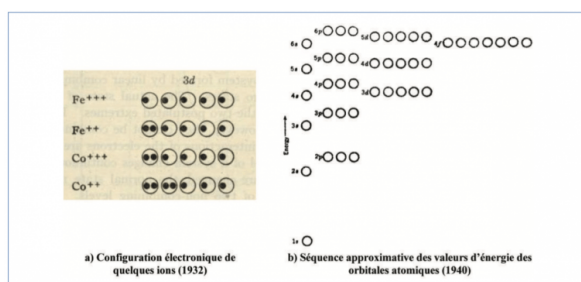 3d
Fe+++
Fe++
Co+++
Co++
a) Configuration électronique de
quelques ions (1932)
6s
6p
5d
4f
5s
5p
4d
4s
4p
3d
3s
3p
Energy
2s
2p
1s
b) Séquence approximative des valeurs d'énergie des
orbitales atomiques (1940)